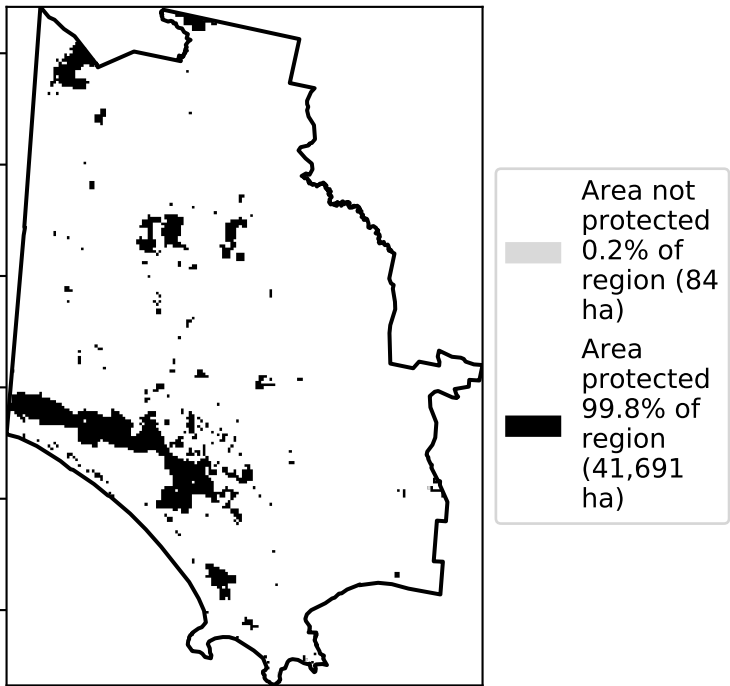 Area not
protected
0.2% of
region (84
ha)
Area
protected
99.8% of
region
(41,691
ha)